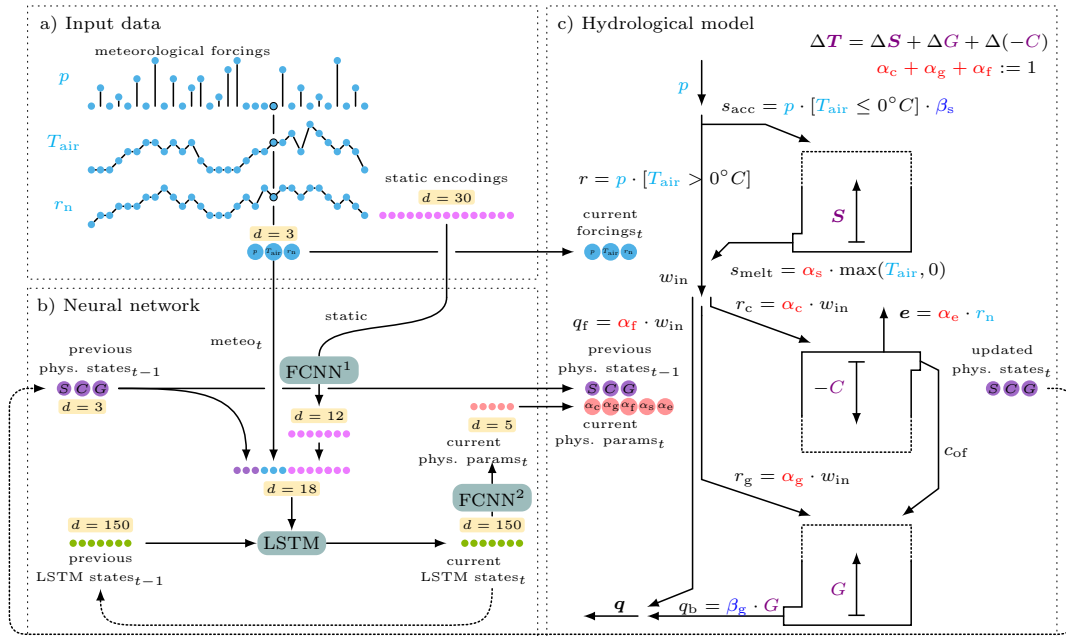 a) Input data
meteorological forcings
p
T_air
r_n
static encodings
d = 30
d = 3
p T_air r_n
current
forcings_t
p T_air r_n
b) Neural network
static
meteo_t
previous
phys. states_{t−1}
S C G
d = 3
FCNN^1
d = 12
d = 18
LSTM
d = 150
previous
LSTM states_{t−1}
d = 5
current
phys. params_t
FCNN^2
d = 150
current
LSTM states_t
c) Hydrological model
ΔT = ΔS + ΔG + Δ(−C)
α_c + α_g + α_f := 1
p
s_acc = p · [T_air ≤ 0°C] · β_s
r = p · [T_air > 0°C]
S
s_melt = α_s · max(T_air, 0)
w_in
r_c = α_c · w_in
e = α_e · r_n
q_f = α_f · w_in
previous
phys. states_{t−1}
S C G
α_c α_g α_f α_s α_e
current
phys. params_t
−C
updated
phys. states_t
S C G
c_of
r_g = α_g · w_in
G
q
q_b = β_g · G